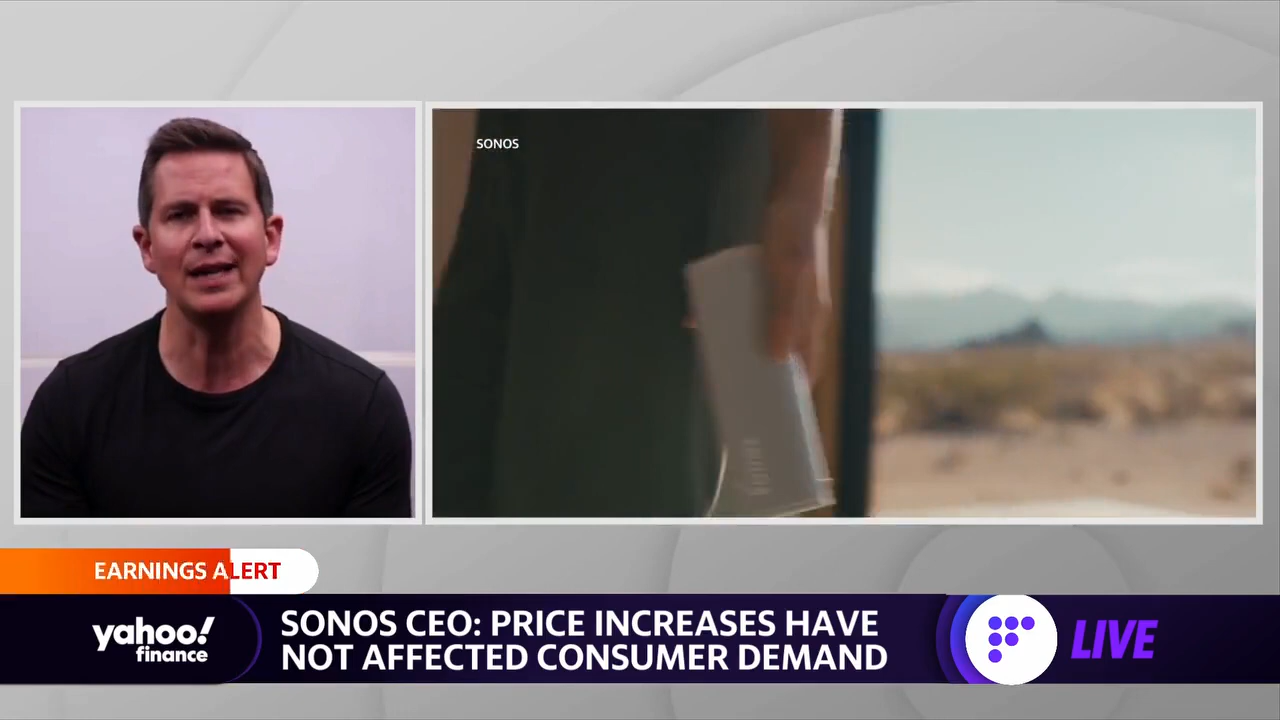 SONOS
EARNINGS ALERT
yahoo!
finance
SONOS CEO: PRICE INCREASES HAVE
NOT AFFECTED CONSUMER DEMAND
LIVE